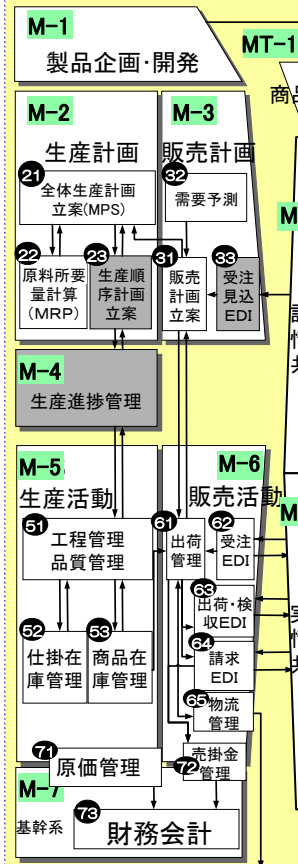 M-1
製品企画・開発
MT-1
商品
M-2
生産計画
M-3
販売計画
21
全体生産計画
立案(MPS)
32
需要予測
22
原料所要
量計算
(MRP)
23
生産順
序計画
立案
31
販売
計画
立案
33
受注
見込
EDI
M-4
生産進捗管理
M-5
生産活動
M-6
販売活動
51
工程管理
品質管理
61
出荷
管理
62
受注
EDI
63
出荷・検
収EDI
52
仕掛在
庫管理
53
商品在
庫管理
64
請求
EDI
65
物流
管理
71
原価管理
72
売掛金
管理
M-7
基幹系
73
財務会計